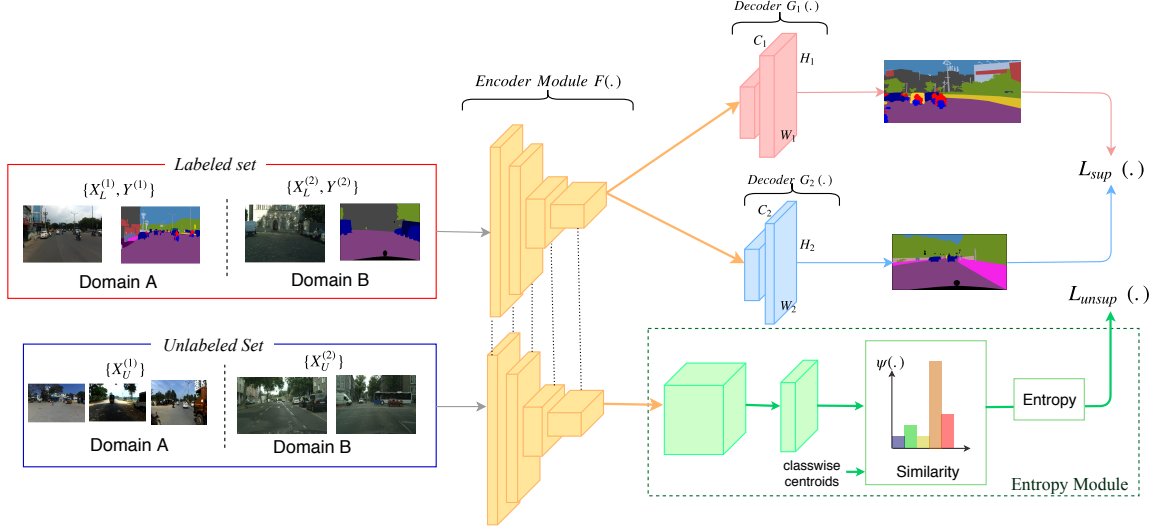 Decoder G₁(.)
C₁
H₁
W₁
Encoder Module F(.)
Labeled set
{X_L^(1), Y^(1)}
{X_L^(2), Y^(2)}
Domain A
Domain B
Decoder G₂(.)
C₂
H₂
W₂
L_sup (.)
L_unsup (.)
Unlabeled Set
{X_U^(1)}
{X_U^(2)}
Domain A
Domain B
ψ(.)
Similarity
classwise
centroids
Entropy
Entropy Module